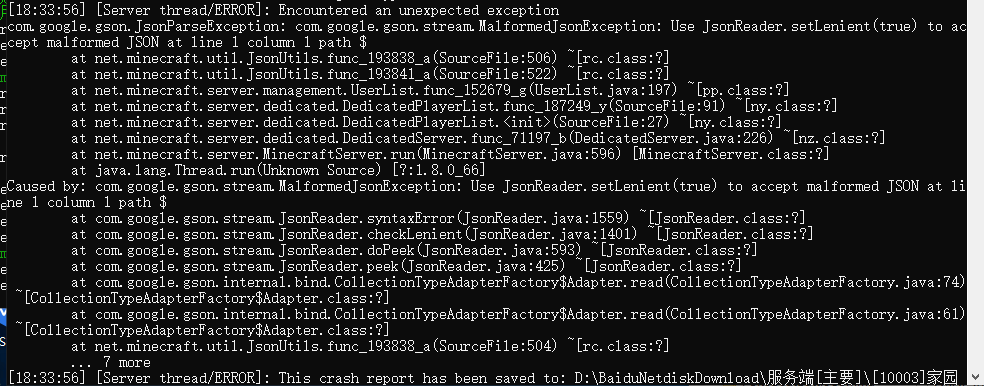 [18:33:56] [Server thread/ERROR]: Encountered an unexpected exception
com.google.gson.JsonParseException: com.google.gson.stream.MalformedJsonException: Use JsonReader.setLenient(true) to ac
cept malformed JSON at line 1 column 1 path $
at net.minecraft.util.JsonUtils.func_193838_a(SourceFile:506) ~[rc.class:?]
at net.minecraft.util.JsonUtils.func_193841_a(SourceFile:522) ~[rc.class:?]
at net.minecraft.server.management.UserList.func_152679_g(UserList.java:197) ~[pp.class:?]
at net.minecraft.server.dedicated.DedicatedPlayerList.func_187249_y(SourceFile:91) ~[ny.class:?]
at net.minecraft.server.dedicated.DedicatedPlayerList.<init>(SourceFile:27) ~[ny.class:?]
at net.minecraft.server.dedicated.DedicatedServer.func_71197_b(DedicatedServer.java:226) ~[nz.class:?]
at net.minecraft.server.MinecraftServer.run(MinecraftServer.java:596) [MinecraftServer.class:?]
at java.lang.Thread.run(Unknown Source) [?:1.8.0_66]
Caused by: com.google.gson.stream.MalformedJsonException: Use JsonReader.setLenient(true) to accept malformed JSON at li
ne 1 column 1 path $
at com.google.gson.stream.JsonReader.syntaxError(JsonReader.java:1559) ~[JsonReader.class:?]
at com.google.gson.stream.JsonReader.checkLenient(JsonReader.java:1401) ~[JsonReader.class:?]
at com.google.gson.stream.JsonReader.doPeek(JsonReader.java:593) ~[JsonReader.class:?]
at com.google.gson.stream.JsonReader.peek(JsonReader.java:425) ~[JsonReader.class:?]
at com.google.gson.internal.bind.CollectionTypeAdapterFactory$Adapter.read(CollectionTypeAdapterFactory.java:74)
~[CollectionTypeAdapterFactory$Adapter.class:?]
at com.google.gson.internal.bind.CollectionTypeAdapterFactory$Adapter.read(CollectionTypeAdapterFactory.java:61)
~[CollectionTypeAdapterFactory$Adapter.class:?]
at net.minecraft.util.JsonUtils.func_193838_a(SourceFile:504) ~[rc.class:?]
... 7 more
[18:33:56] [Server thread/ERROR]: This crash report has been saved to: D:\BaiduNetdiskDownload\服务端[主要]\[10003]家园